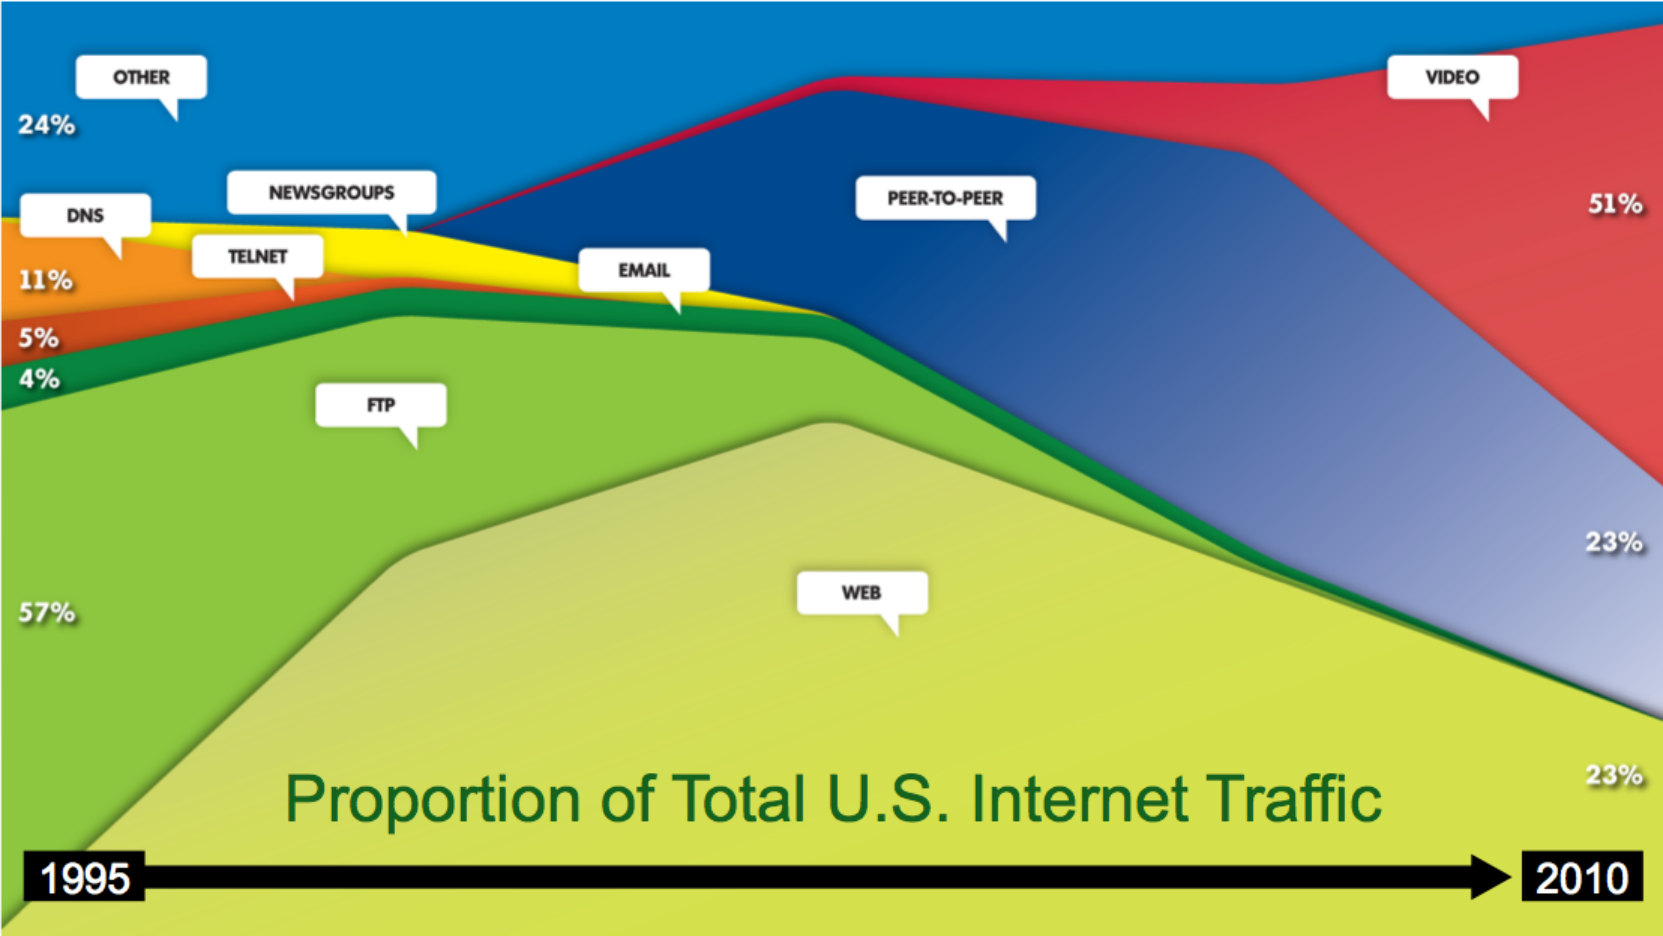 OTHER
VIDEO
24%
NEWSGROUPS
PEER-TO-PEER
51%
DNS
TELNET
EMAIL
11%
5%
4%
FTP
23%
WEB
57%
23%
Proportion of Total U.S. Internet Traffic
1995
2010